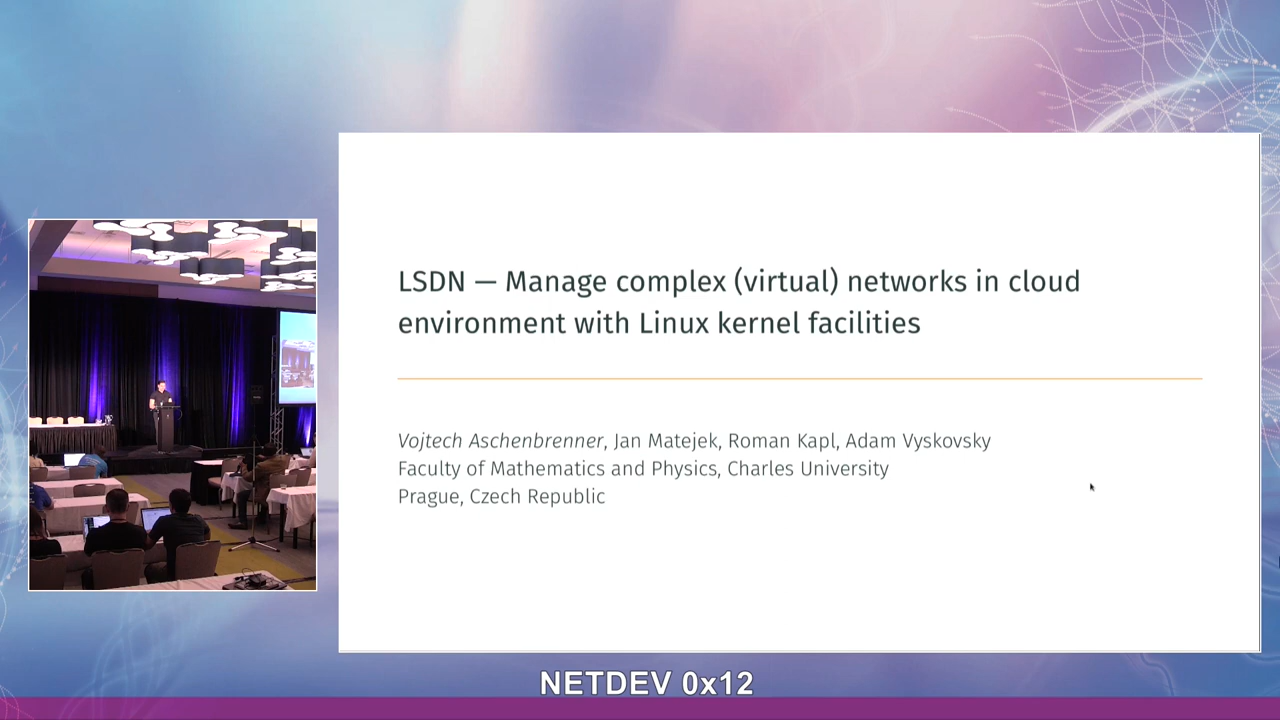 LSDN — Manage complex (virtual) networks in cloud
environment with Linux kernel facilities
Vojtech Aschenbrenner, Jan Matejek, Roman Kapl, Adam Vyskovsky
Faculty of Mathematics and Physics, Charles University
Prague, Czech Republic
NETDEV 0x12